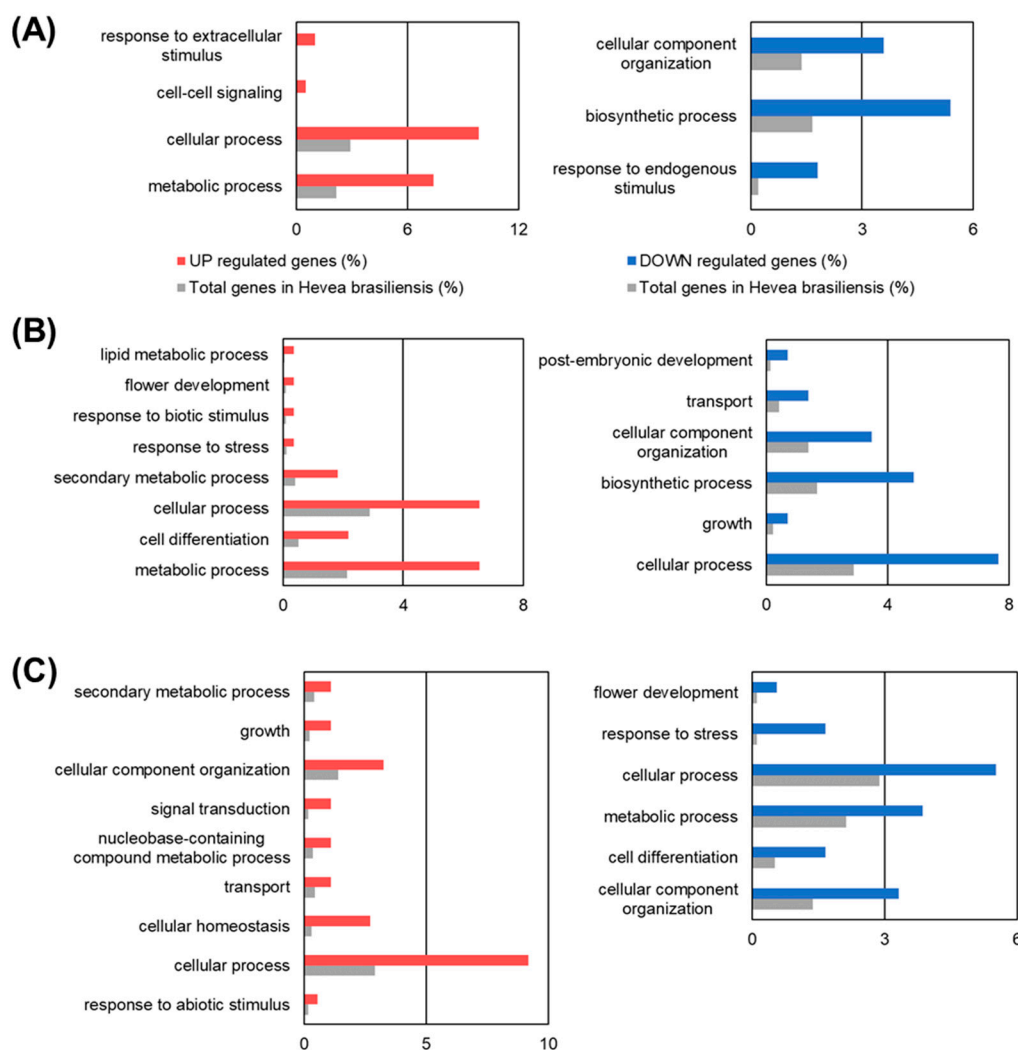 (A)
response to extracellular
stimulus
cell-cell signaling
cellular process
metabolic process
0 6 12
UP regulated genes (%)
Total genes in Hevea brasiliensis (%)
cellular component
organization
biosynthetic process
response to endogenous
stimulus
0 3 6
DOWN regulated genes (%)
Total genes in Hevea brasiliensis (%)
(B)
lipid metabolic process
flower development
response to biotic stimulus
response to stress
secondary metabolic process
cellular process
cell differentiation
metabolic process
0 4 8
post-embryonic development
transport
cellular component
organization
biosynthetic process
growth
cellular process
0 4 8
(C)
secondary metabolic process
growth
cellular component organization
signal transduction
nucleobase-containing
compound metabolic process
transport
cellular homeostasis
cellular process
response to abiotic stimulus
0 5 10
flower development
response to stress
cellular process
metabolic process
cell differentiation
cellular component
organization
0 3 6